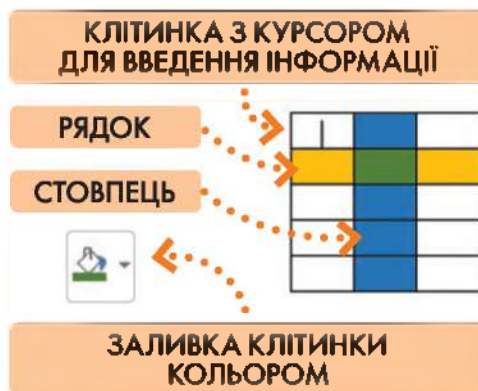 КЛІТИНКА З КУРСОРОМ
ДЛЯ ВВЕДЕННЯ ІНФОРМАЦІЇ
РЯДОК
СТОВПЕЦЬ
ЗАЛИВКА КЛІТИНКИ
КОЛЬОРОМ